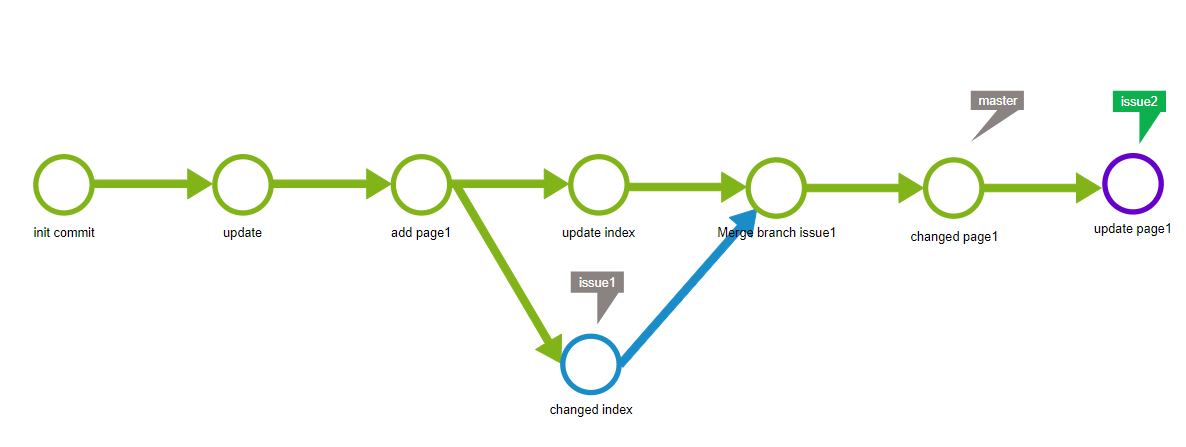 master
issue2
init commit
update
add page1
update index
Merge branch issue1
changed page1
update page1
issue1
changed index